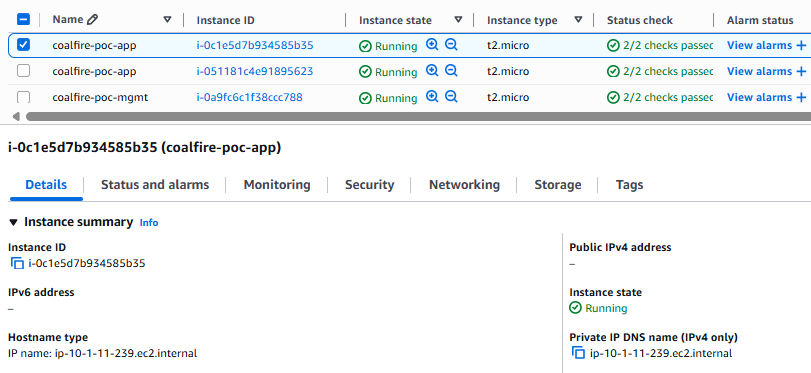 Name Instance ID Instance state Instance type Status check Alarm status
coalfire-poc-app i-0c1e5d7b934585b35 Running t2.micro 2/2 checks passec View alarms +
coalfire-poc-app i-051181c4e91895623 Running t2.micro 2/2 checks passec View alarms +
coalfire-poc-mgmt i-0a9fc6c1f38ccc788 Running t2.micro 2/2 checks passec View alarms +
i-0c1e5d7b934585b35 (coalfire-poc-app)
Details Status and alarms Monitoring Security Networking Storage Tags
Instance summary Info
Instance ID
i-0c1e5d7b934585b35
IPv6 address
–
Hostname type
IP name: ip-10-1-11-239.ec2.internal
Public IPv4 address
–
Instance state
Running
Private IP DNS name (IPv4 only)
ip-10-1-11-239.ec2.internal